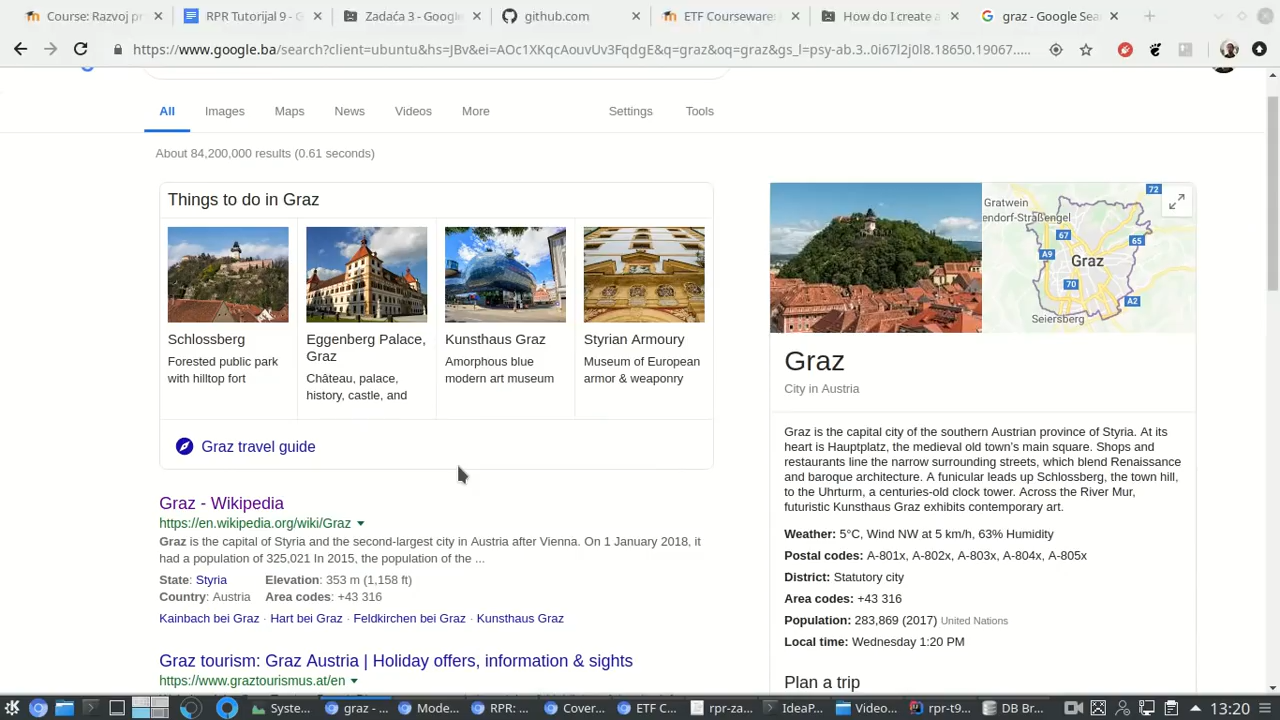 Course: Razvoj pr
RPR Tutorijal 9 - G
Zadaća 3 - Google
github.com
ETF Courseware:
How do I create a
graz - Google Sea
https://www.google.ba/search?client=ubuntu&hs=JBv&ei=AOc1XKqcAouvUv3FqdgE&q=graz&oq=graz&gs_l=psy-ab.3..0i67l2j0l8.18650.19067.....
All Images Maps News Videos More Settings Tools
About 84,200,000 results (0.61 seconds)
Things to do in Graz
Schlossberg
Forested public park
with hilltop fort
Eggenberg Palace,
Graz
Château, palace,
history, castle, and
Kunsthaus Graz
Amorphous blue
modern art museum
Styrian Armoury
Museum of European
armor & weaponry
Graz travel guide
Graz - Wikipedia
https://en.wikipedia.org/wiki/Graz
Graz is the capital of Styria and the second-largest city in Austria after Vienna. On 1 January 2018, it
had a population of 325,021 In 2015, the population of the ...
State: Styria Elevation: 353 m (1,158 ft)
Country: Austria Area codes: +43 316
Kainbach bei Graz · Hart bei Graz · Feldkirchen bei Graz · Kunsthaus Graz
Graz tourism: Graz Austria | Holiday offers, information & sights
https://www.graztourismus.at/en
72
Gratwein
endorf-Straßengel
67
65
A9
Graz
70
A2
Seiersberg
Graz
City in Austria
Graz is the capital city of the southern Austrian province of Styria. At its
heart is Hauptplatz, the medieval old town's main square. Shops and
restaurants line the narrow surrounding streets, which blend Renaissance
and baroque architecture. A funicular leads up Schlossberg, the town hill,
to the Uhrturm, a centuries-old clock tower. Across the River Mur,
futuristic Kunsthaus Graz exhibits contemporary art.
Weather: 5°C, Wind NW at 5 km/h, 63% Humidity
Postal codes: A-801x, A-802x, A-803x, A-804x, A-805x
District: Statutory city
Area codes: +43 316
Population: 283,869 (2017) United Nations
Local time: Wednesday 1:20 PM
Plan a trip
Syste...
graz - ...
Mode...
RPR: ...
Cover...
ETF C...
rpr-za...
IdeaP...
Video...
rpr-t9...
DB Br...
13:20